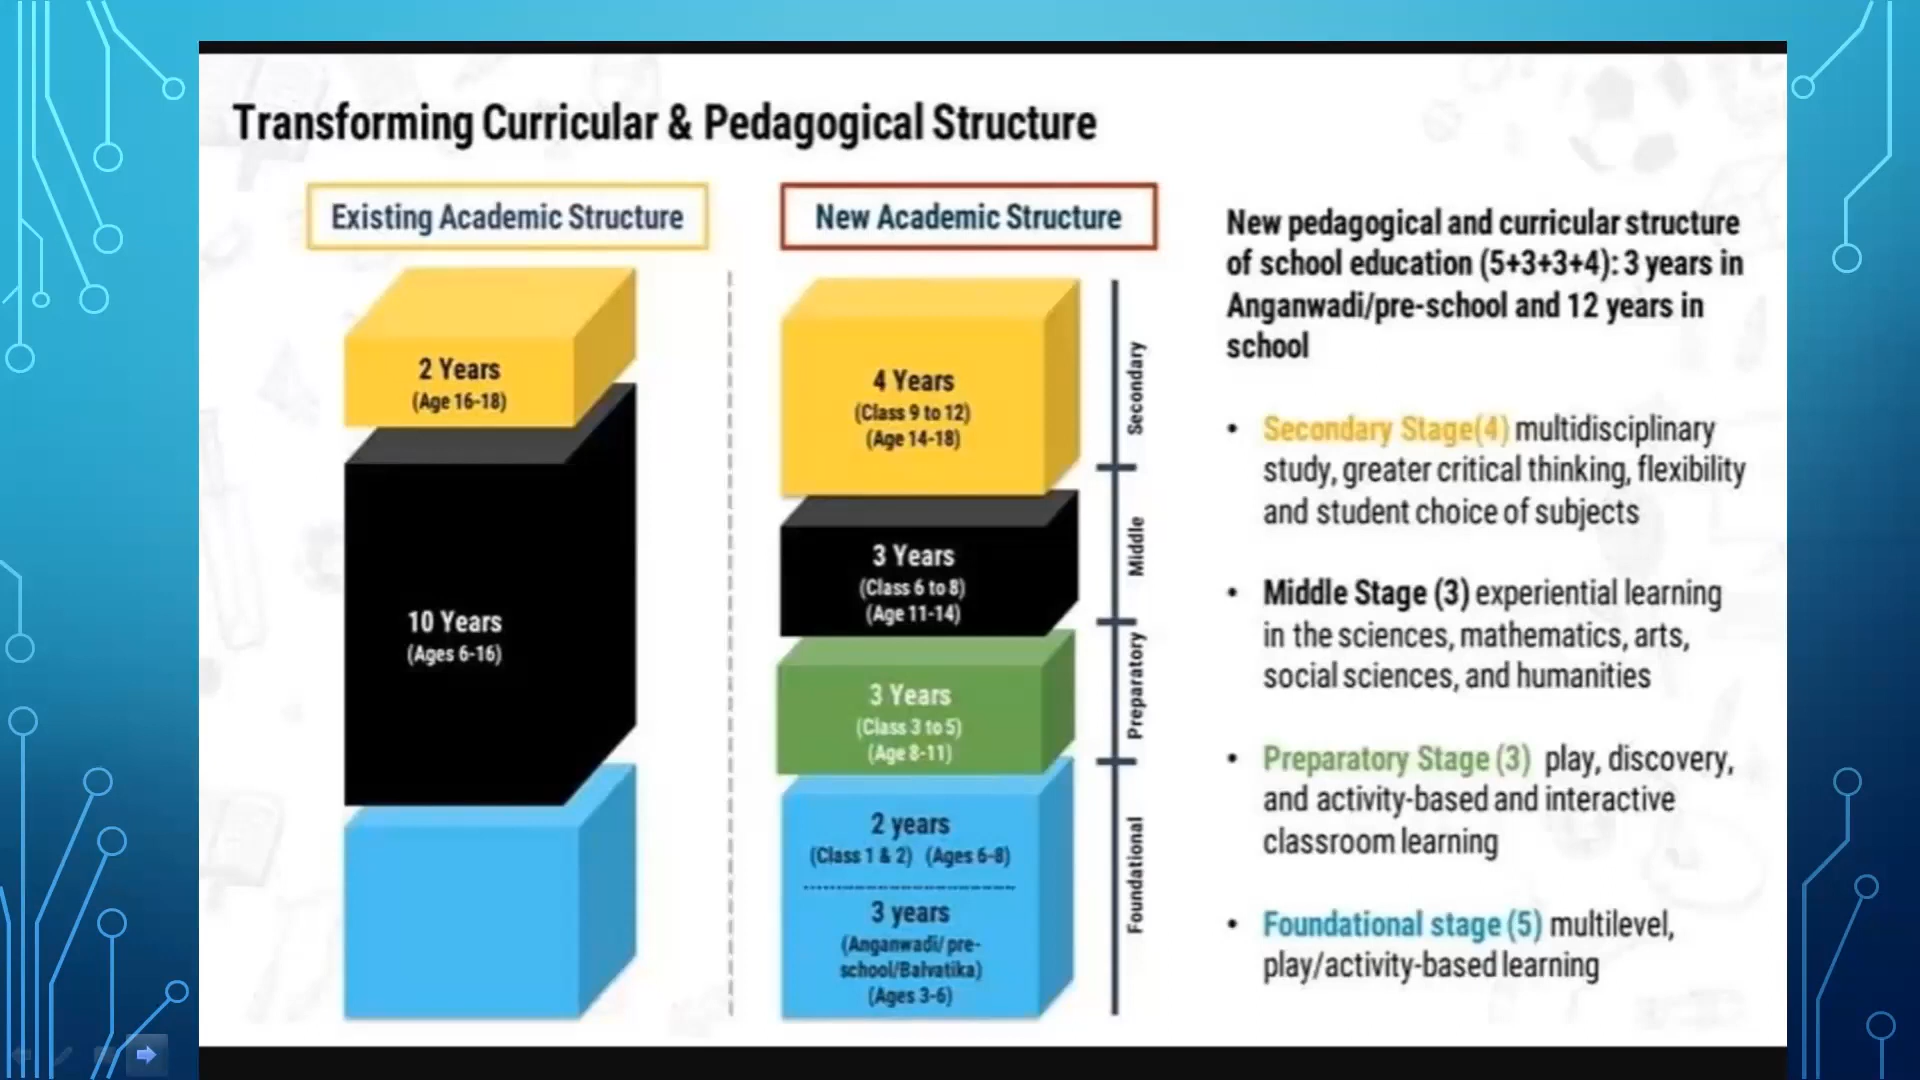 Transforming Curricular & Pedagogical Structure
Existing Academic Structure
2 Years
(Age 16-18)
10 Years
(Ages 6-16)
New Academic Structure
4 Years
(Class 9 to 12)
(Age 14-18)
3 Years
(Class 6 to 8)
(Age 11-14)
3 Years
(Class 3 to 5)
(Age 8-11)
2 years
(Class 1 & 2) (Ages 6-8)
3 years
(Anganwadi/ pre-
school/Balvatika)
(Ages 3-6)
Secondary
Middle
Preparatory
Foundational
New pedagogical and curricular structure
of school education (5+3+3+4): 3 years in
Anganwadi/pre-school and 12 years in
school
• Secondary Stage(4) multidisciplinary
study, greater critical thinking, flexibility
and student choice of subjects
• Middle Stage (3) experiential learning
in the sciences, mathematics, arts,
social sciences, and humanities
• Preparatory Stage (3) play, discovery,
and activity-based and interactive
classroom learning
• Foundational stage (5) multilevel,
play/activity-based learning